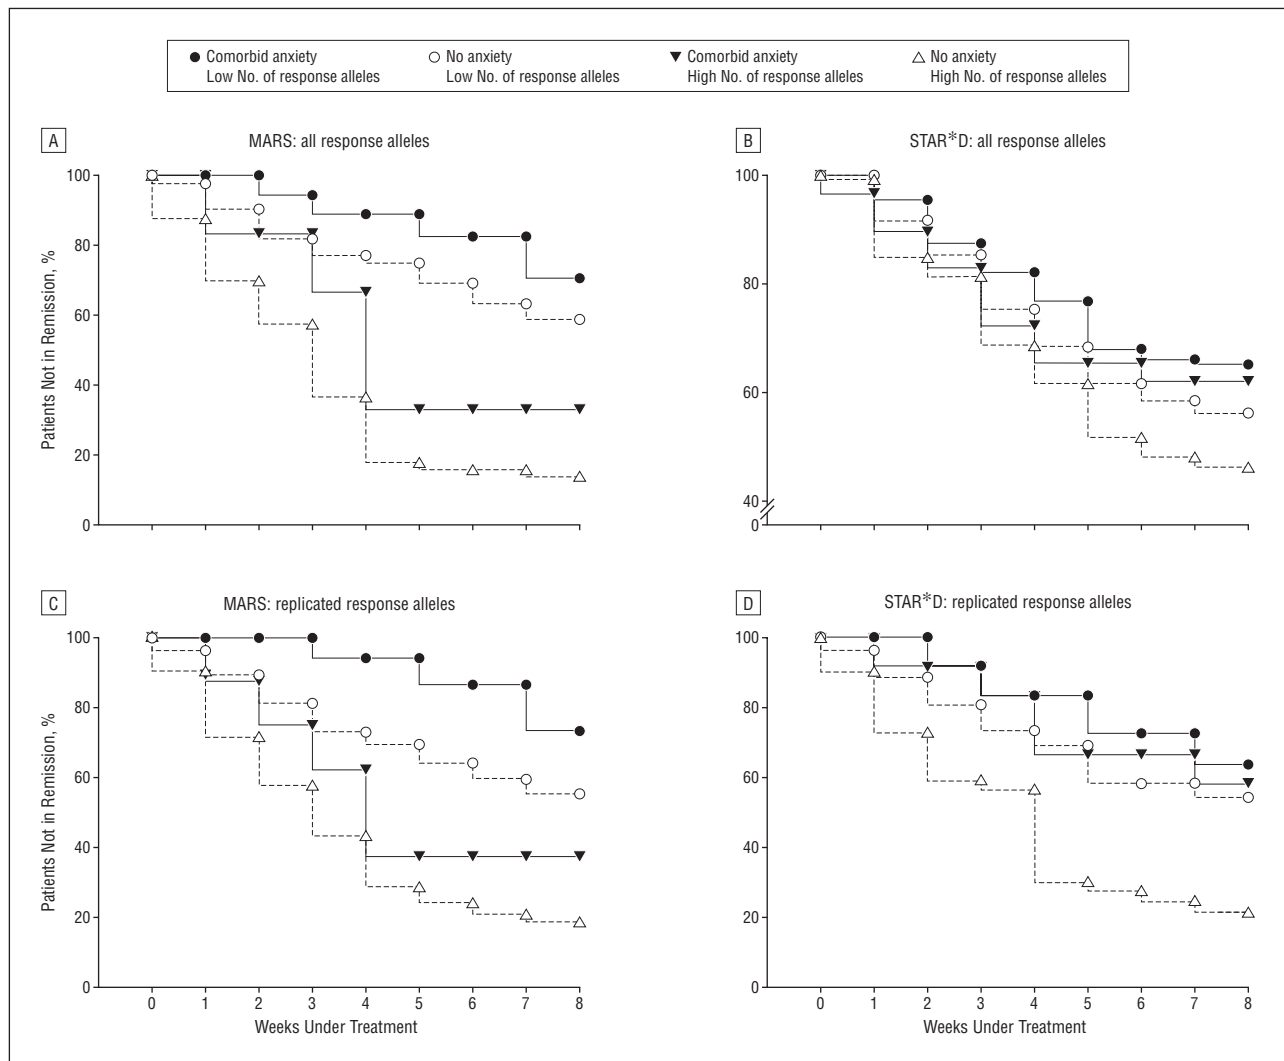 Comorbid anxiety
Low No. of response alleles
No anxiety
Low No. of response alleles
Comorbid anxiety
High No. of response alleles
No anxiety
High No. of response alleles
A
MARS: all response alleles
100
80
60
40
20
0
Patients Not in Remission, %
B
STAR*D: all response alleles
100
80
60
40
0
C
MARS: replicated response alleles
100
80
60
40
20
0
Patients Not in Remission, %
0 1 2 3 4 5 6 7 8
Weeks Under Treatment
D
STAR*D: replicated response alleles
100
80
60
40
20
0
0 1 2 3 4 5 6 7 8
Weeks Under Treatment